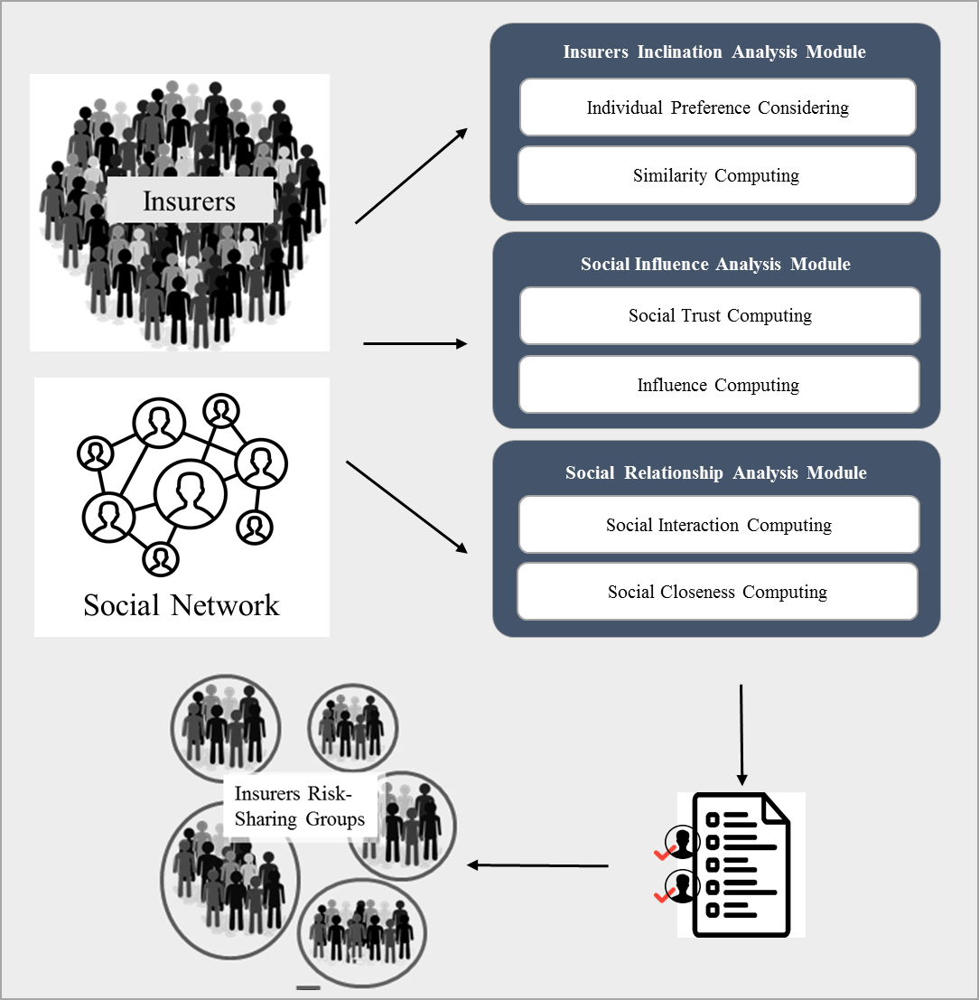 Insurers
Social Network
Insurers Inclination Analysis Module
Individual Preference Considering
Similarity Computing
Social Influence Analysis Module
Social Trust Computing
Influence Computing
Social Relationship Analysis Module
Social Interaction Computing
Social Closeness Computing
Insurers Risk-
Sharing Groups